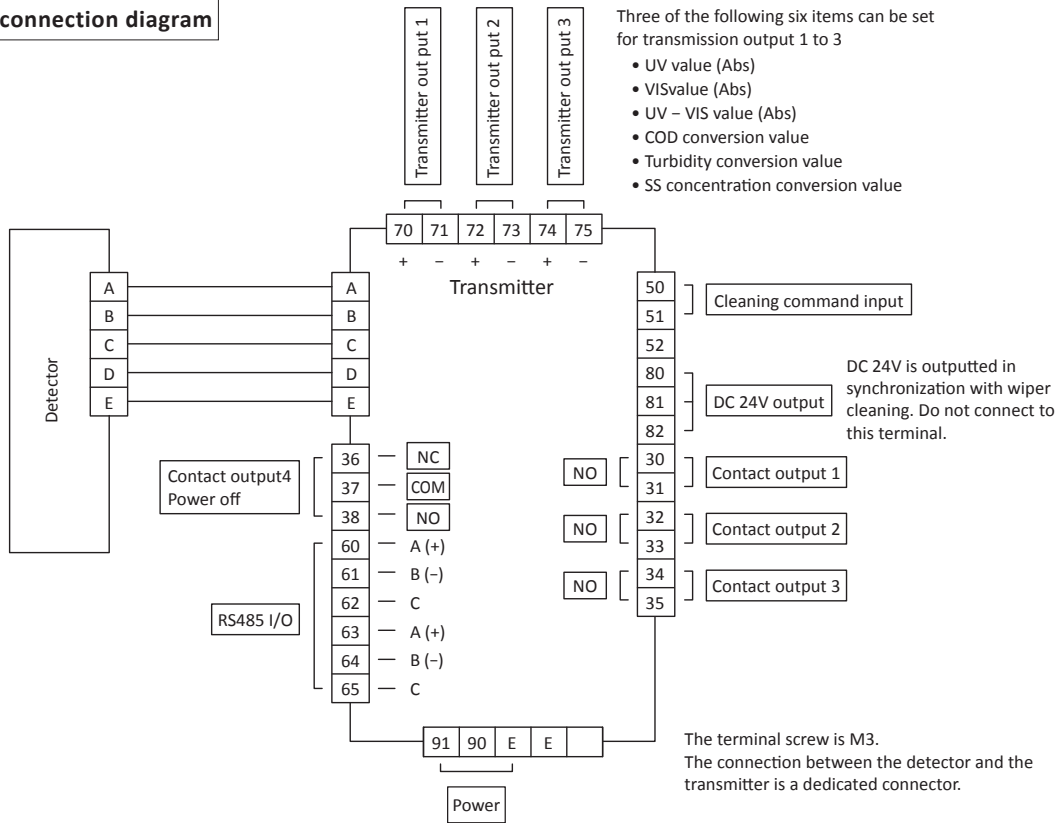 connection diagram
Transmitter out put 1
Transmitter out put 2
Transmitter out put 3
Three of the following six items can be set
for transmission output 1 to 3
• UV value (Abs)
• VISvalue (Abs)
• UV − VIS value (Abs)
• COD conversion value
• Turbidity conversion value
• SS concentration conversion value
70 71 72 73 74 75
+ − + − + −
Transmitter
Detector
A A
B B
C C
D D
E E
50
51
Cleaning command input
52
80
81
82
DC 24V output
DC 24V is outputted in
synchronization with wiper
cleaning. Do not connect to
this terminal.
Contact output4
Power off
36 NC
37 COM
38 NO
RS485 I/O
60 A (+)
61 B (−)
62 C
63 A (+)
64 B (−)
65 C
NO 30
31
Contact output 1
NO 32
33
Contact output 2
NO 34
35
Contact output 3
91 90 E E
Power
The terminal screw is M3.
The connection between the detector and the
transmitter is a dedicated connector.